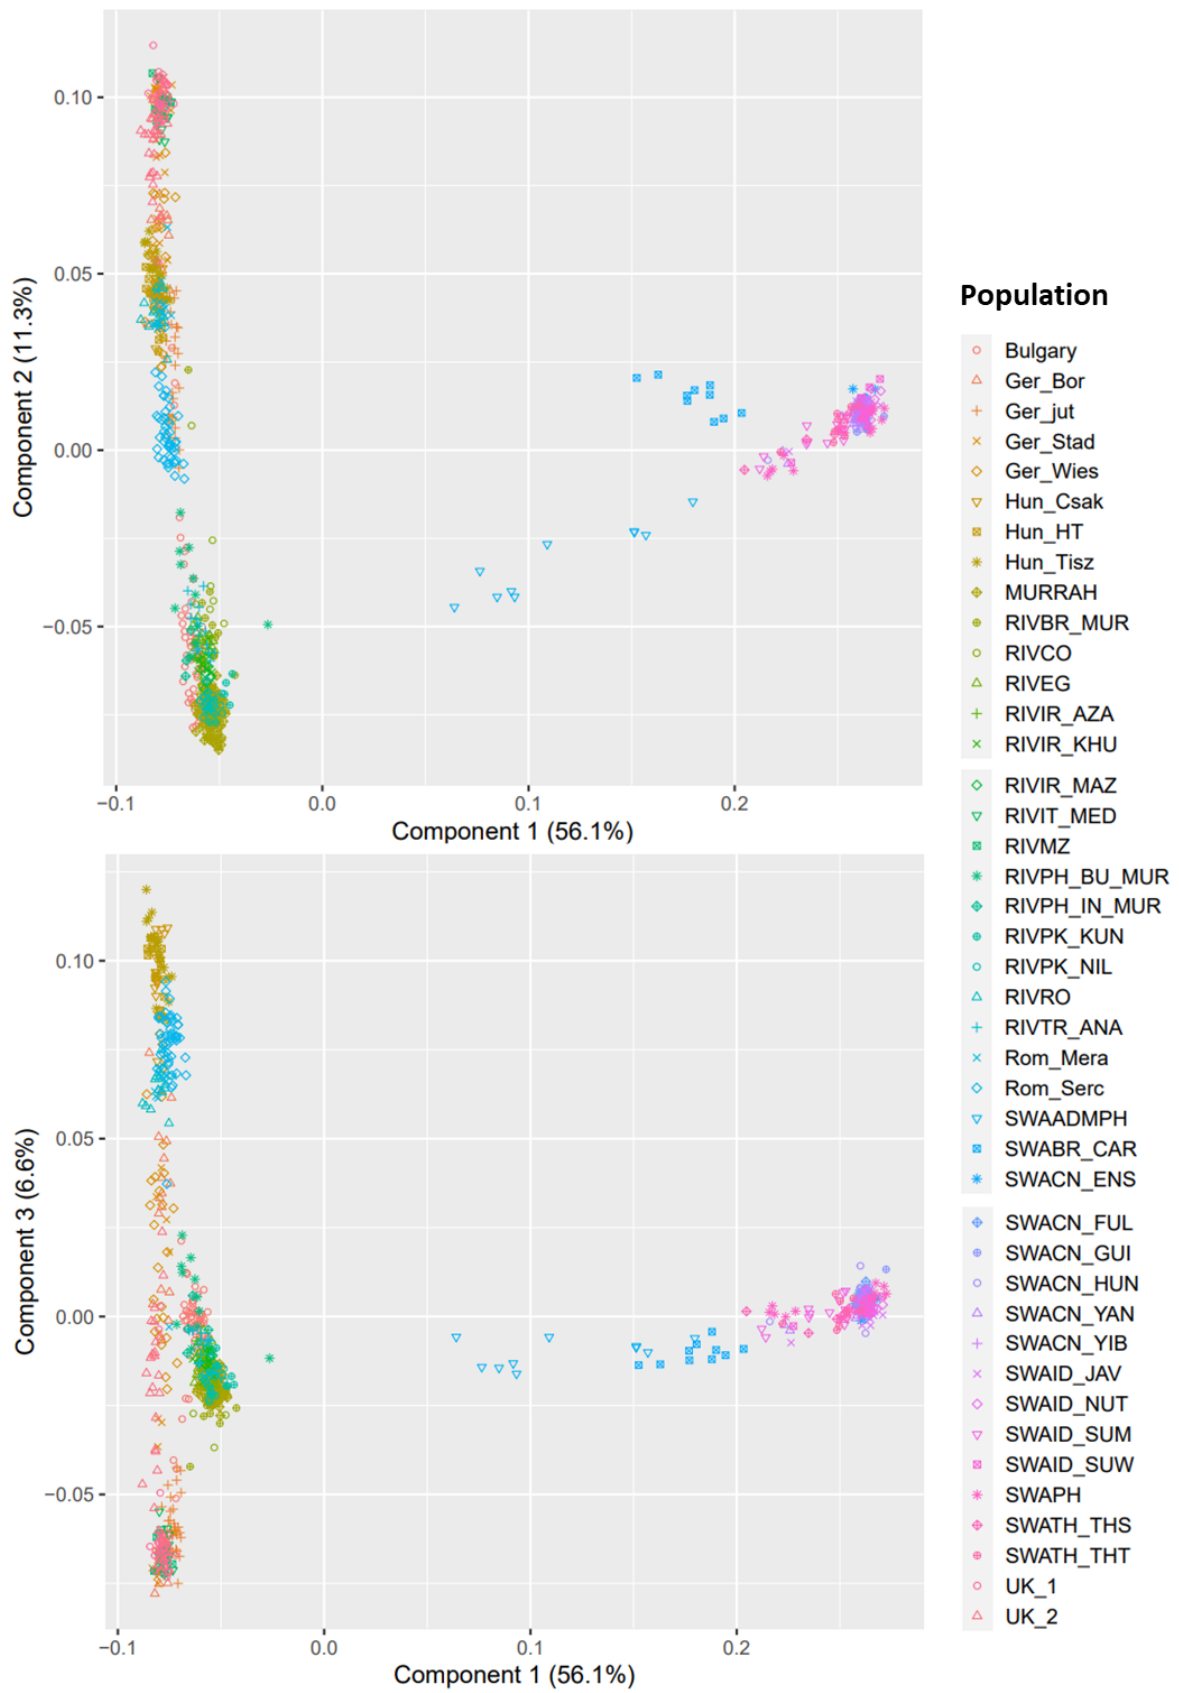 0.10
0.05
0.00
−0.05
Component 2 (11.3%)
−0.1
0.0
0.1
0.2
Component 1 (56.1%)
0.10
0.05
0.00
−0.05
Component 3 (6.6%)
−0.1
0.0
0.1
0.2
Component 1 (56.1%)
Population
Bulgary
Ger_Bor
Ger_jut
Ger_Stad
Ger_Wies
Hun_Csak
Hun_HT
Hun_Tisz
MURRAH
RIVBR_MUR
RIVCO
RIVEG
RIVIR_AZA
RIVIR_KHU
RIVIR_MAZ
RIVIT_MED
RIVMZ
RIVPH_BU_MUR
RIVPH_IN_MUR
RIVPK_KUN
RIVPK_NIL
RIVRO
RIVTR_ANA
Rom_Mera
Rom_Serc
SWAADMPH
SWABR_CAR
SWACN_ENS
SWACN_FUL
SWACN_GUI
SWACN_HUN
SWACN_YAN
SWACN_YIB
SWAID_JAV
SWAID_NUT
SWAID_SUM
SWAID_SUW
SWAPH
SWATH_THS
SWATH_THT
UK_1
UK_2